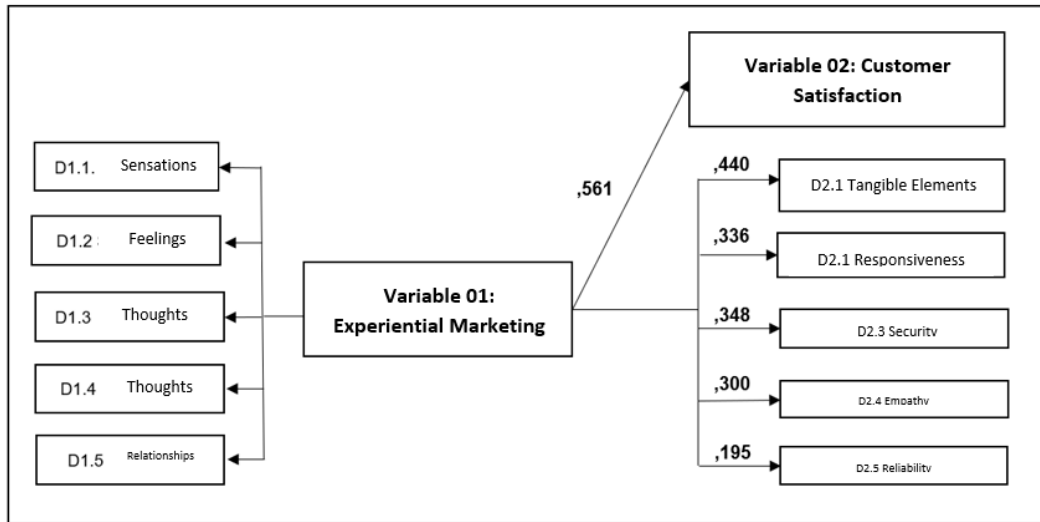 Variable 02: Customer
Satisfaction
D1.1. Sensations
D1.2 : Feelings
D1.3 Thoughts
D1.4 Thoughts
D1.5 Relationships
Variable 01:
Experiential Marketing
,561
,440
D2.1 Tangible Elements
,336
D2.1 Responsiveness
,348
D2.3 Security
,300
D2.4 Empathy
,195
D2.5 Reliability